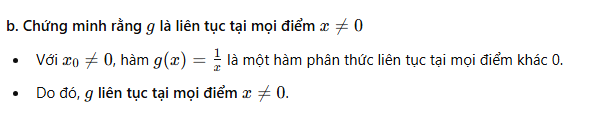 b. Chứng minh rằng g là liên tục tại mọi điểm x ≠ 0
• Với x₀ ≠ 0, hàm g(x) = 1/x là một hàm phân thức liên tục tại mọi điểm khác 0.
• Do đó, g liên tục tại mọi điểm x ≠ 0.